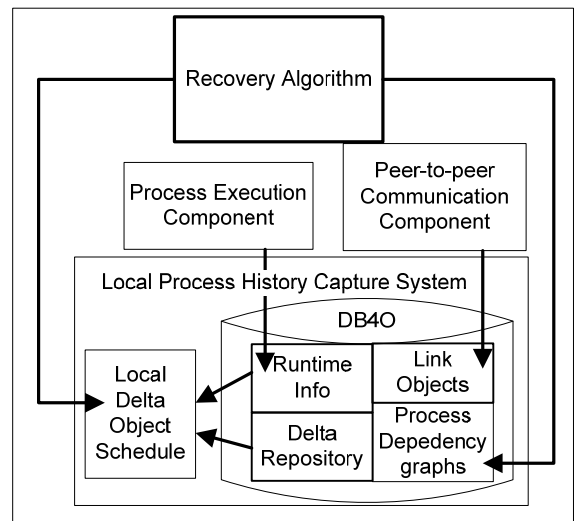 Recovery Algorithm
Process Execution
Component
Peer-to-peer
Communication
Component
Local Process History Capture System
DB4O
Local
Delta
Object
Schedule
Runtime
Info
Link
Objects
Delta
Repository
Process
Depedency
graphs